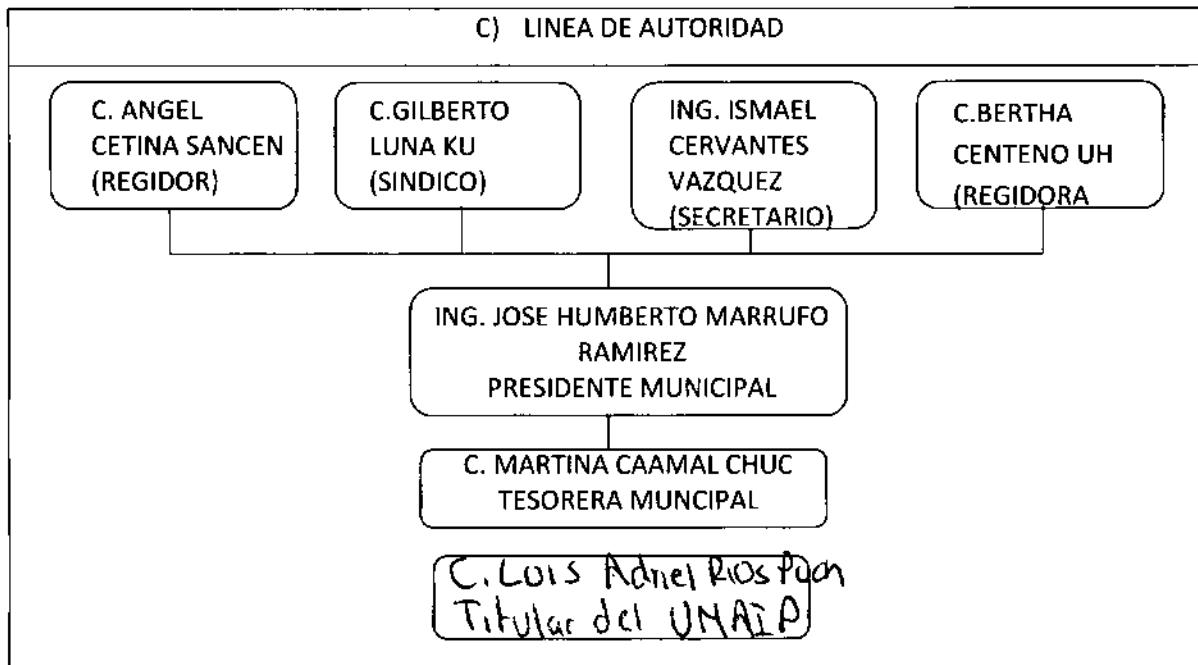 C) LINEA DE AUTORIDAD
C. ANGEL
CETINA SANCEN
(REGIDOR)
C.GILBERTO
LUNA KU
(SINDICO)
ING. ISMAEL
CERVANTES
VAZQUEZ
(SECRETARIO)
C.BERTHA
CENTENO UH
(REGIDORA
ING. JOSE HUMBERTO MARRUFO
RAMIREZ
PRESIDENTE MUNICIPAL
C. MARTINA CAAMAL CHUC
TESORERA MUNCIPAL
C. Luis Adriel Rios
Titular del UMAIP